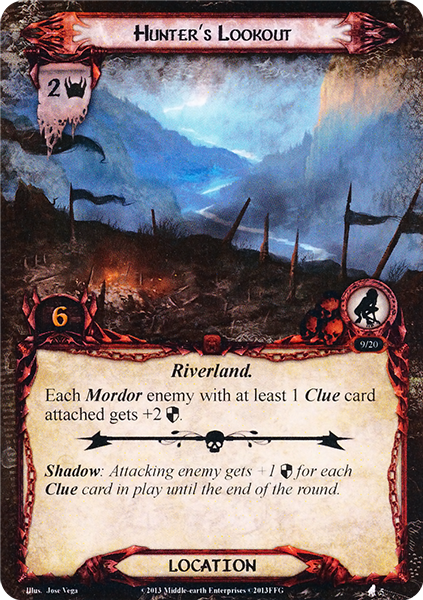 Hunter's Lookout
2
6
9/20
Riverland.
Each Mordor enemy with at least 1 Clue card
attached gets +2 .
Shadow: Attacking enemy gets +1 for each
Clue card in play until the end of the round.
LOCATION
Illus. Jose Vega ©2013 Middle-earth Enterprises ©2013FFG